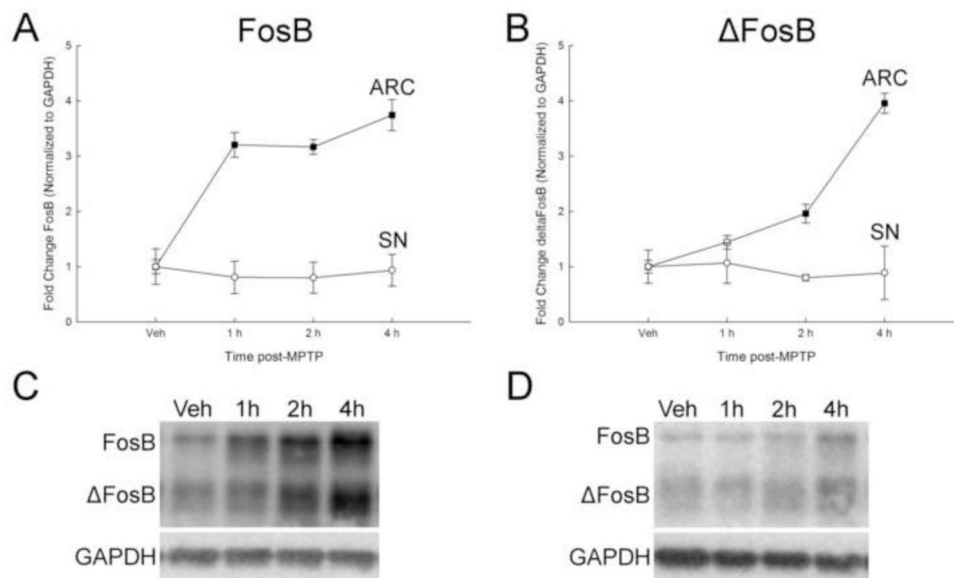 A
FosB
Fold Change FosB (Normalized to GAPDH)
5
4
3
2
1
0
ARC
SN
Veh
1 h
2 h
4 h
Time post-MPTP
B
ΔFosB
Fold Change deltaFosB (Normalized to GAPDH)
5
4
3
2
1
0
ARC
SN
Veh
1 h
2 h
4 h
Time post-MPTP
C
Veh 1h 2h 4h
FosB
ΔFosB
GAPDH
D
Veh 1h 2h 4h
FosB
ΔFosB
GAPDH